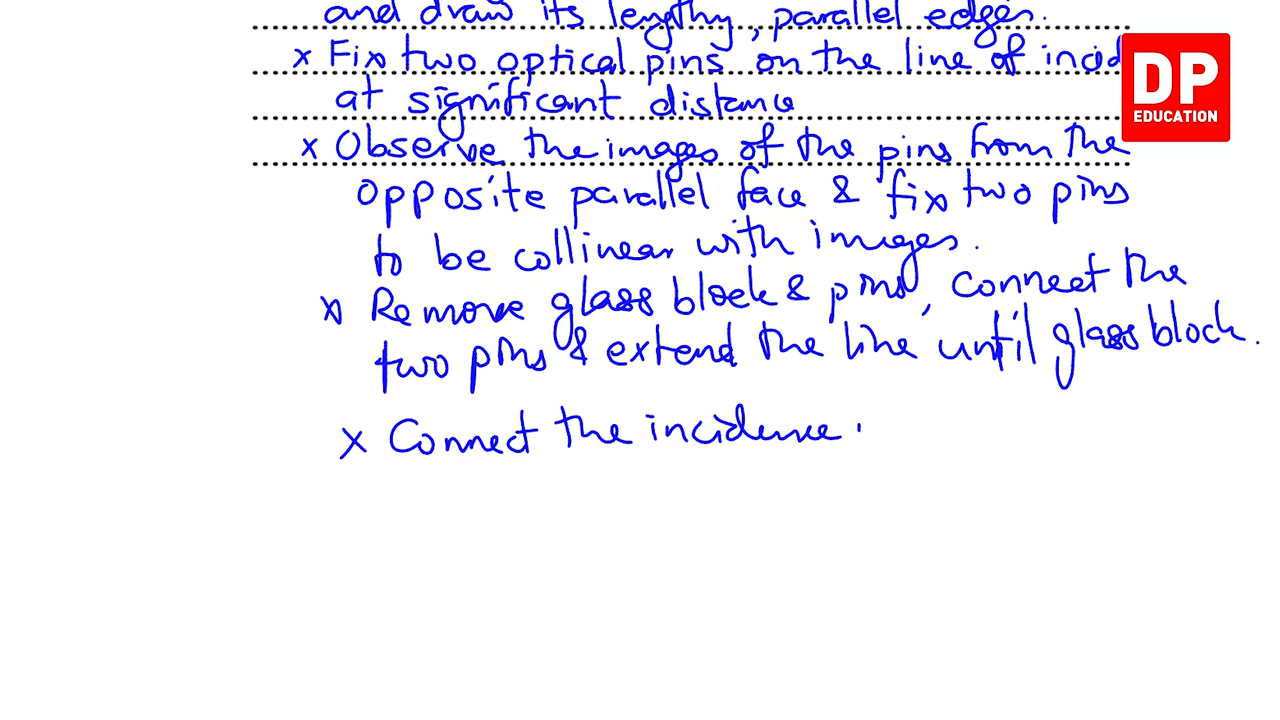 and draw its lengthy, parallel edges.
x Fix two optical pins on the line of incid
at significant distance
x Observe the images of the pins from the
opposite parallel face & fix two pins
to be collinear with images.
x Remove glass block & pins, connect the
two pins & extend the line until glass block.
x Connect the incidence.
DP
EDUCATION